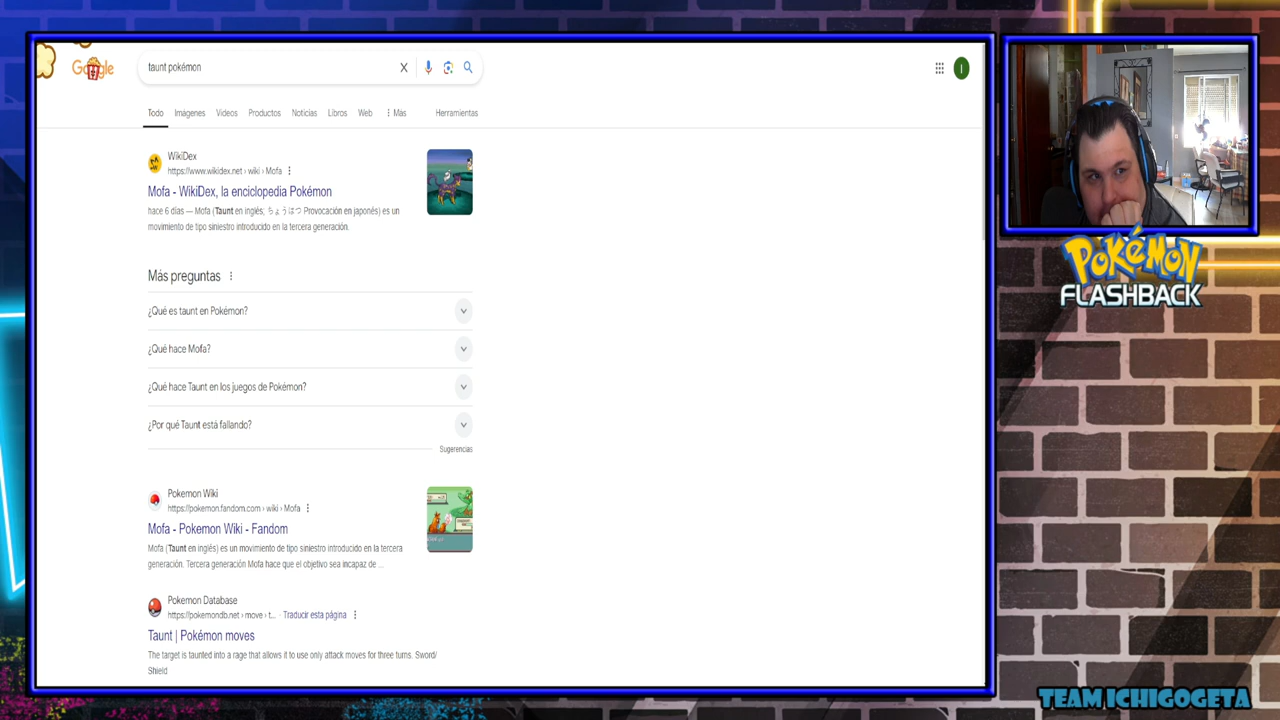 Google
taunt pokémon
I
Todo
Imágenes
Videos
Productos
Noticias
Libros
Web
Más
Herramientas
WikiDex
https://www.wikidex.net › wiki › Mofa
Mofa - WikiDex, la enciclopedia Pokémon
hace 6 días — Mofa (Taunt en inglés; ちょうはつ Provocación en japonés) es un
movimiento de tipo siniestro introducido en la tercera generación.
Más preguntas
¿Qué es taunt en Pokémon?
¿Qué hace Mofa?
¿Qué hace Taunt en los juegos de Pokémon?
¿Por qué Taunt está fallando?
Sugerencias
Pokemon Wiki
https://pokemon.fandom.com › wiki › Mofa
Mofa - Pokemon Wiki - Fandom
Mofa (Taunt en inglés) es un movimiento de tipo siniestro introducido en la tercera
generación. Tercera generación Mofa hace que el objetivo sea incapaz de ...
Pokemon Database
https://pokemondb.net › move › t... · Traducir esta página
Taunt | Pokémon moves
The target is taunted into a rage that allows it to use only attack moves for three turns. Sword/
Shield
POKéMON
FLASHBACK
TEAM ICHIGOGETA